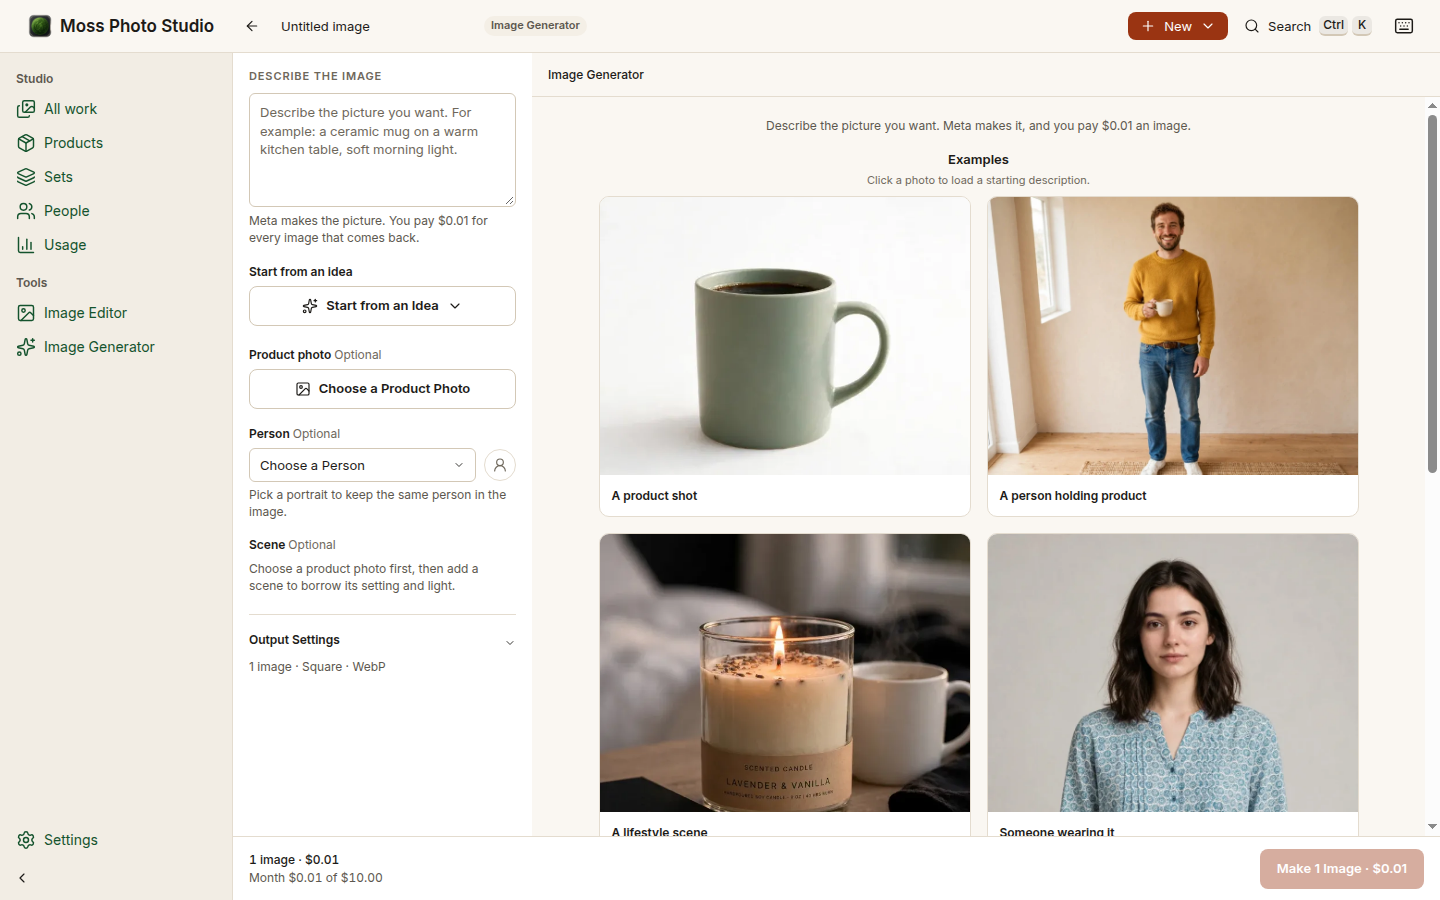 Moss Photo Studio
Untitled image
Image Generator
New
Search
Ctrl
K
Studio
All work
Products
Sets
People
Usage
Tools
Image Editor
Image Generator
Settings
DESCRIBE THE IMAGE
Describe the picture you want. For
example: a ceramic mug on a warm
kitchen table, soft morning light.
Meta makes the picture. You pay $0.01 for
every image that comes back.
Start from an idea
Start from an Idea
Product photo Optional
Choose a Product Photo
Person Optional
Choose a Person
Pick a portrait to keep the same person in the
image.
Scene Optional
Choose a product photo first, then add a
scene to borrow its setting and light.
Output Settings
1 image · Square · WebP
Image Generator
Describe the picture you want. Meta makes it, and you pay $0.01 an image.
Examples
Click a photo to load a starting description.
A product shot
A person holding product
SCENTED CANDLE
LAVENDER & VANILLA
A lifestyle scene
Someone wearing it
1 image · $0.01
Month $0.01 of $10.00
Make 1 Image · $0.01